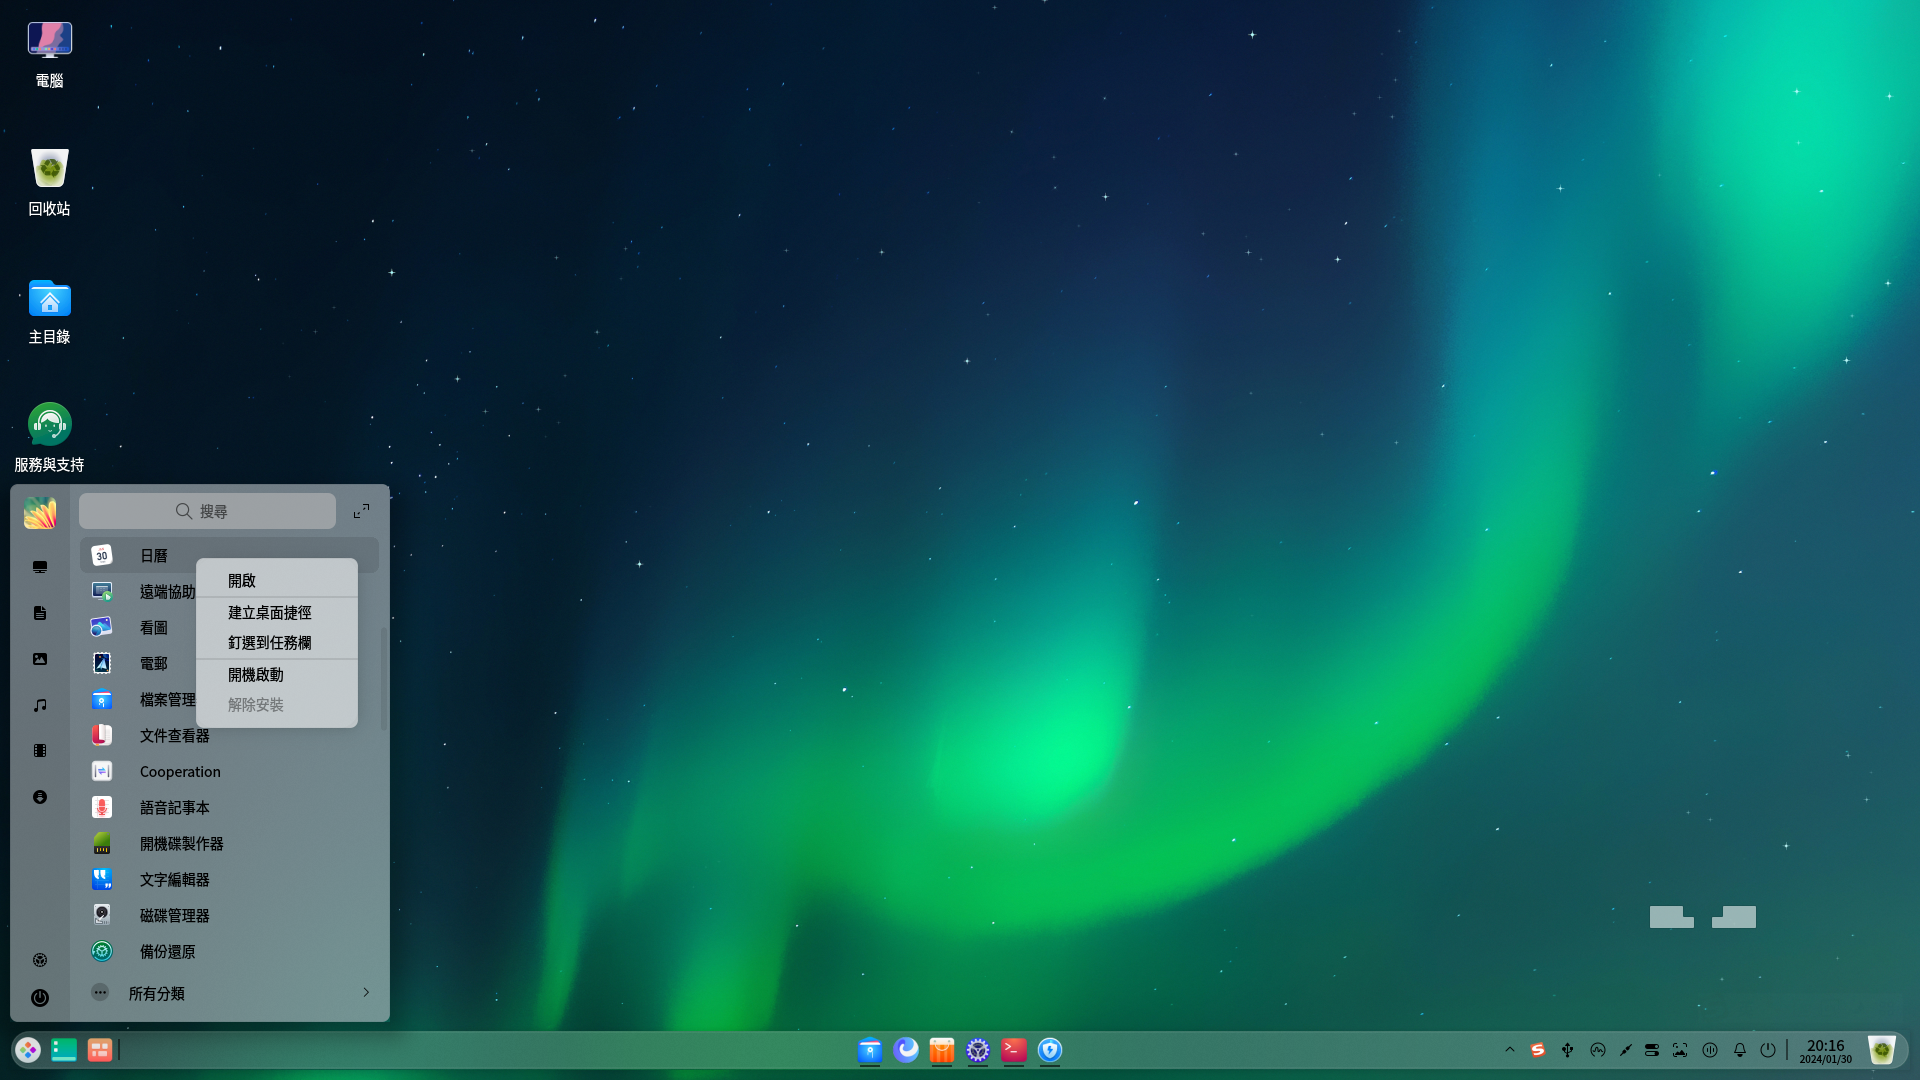 電腦
回收站
主目錄
服務與支持
搜尋
30
日曆
遠端協助
看圖
電郵
檔案管理
文件查看器
Cooperation
語音記事本
開機碟製作器
文字編輯器
磁碟管理器
備份還原
所有分類
開啟
建立桌面捷徑
釘選到任務欄
開機啟動
解除安裝
20:16
2024/01/30